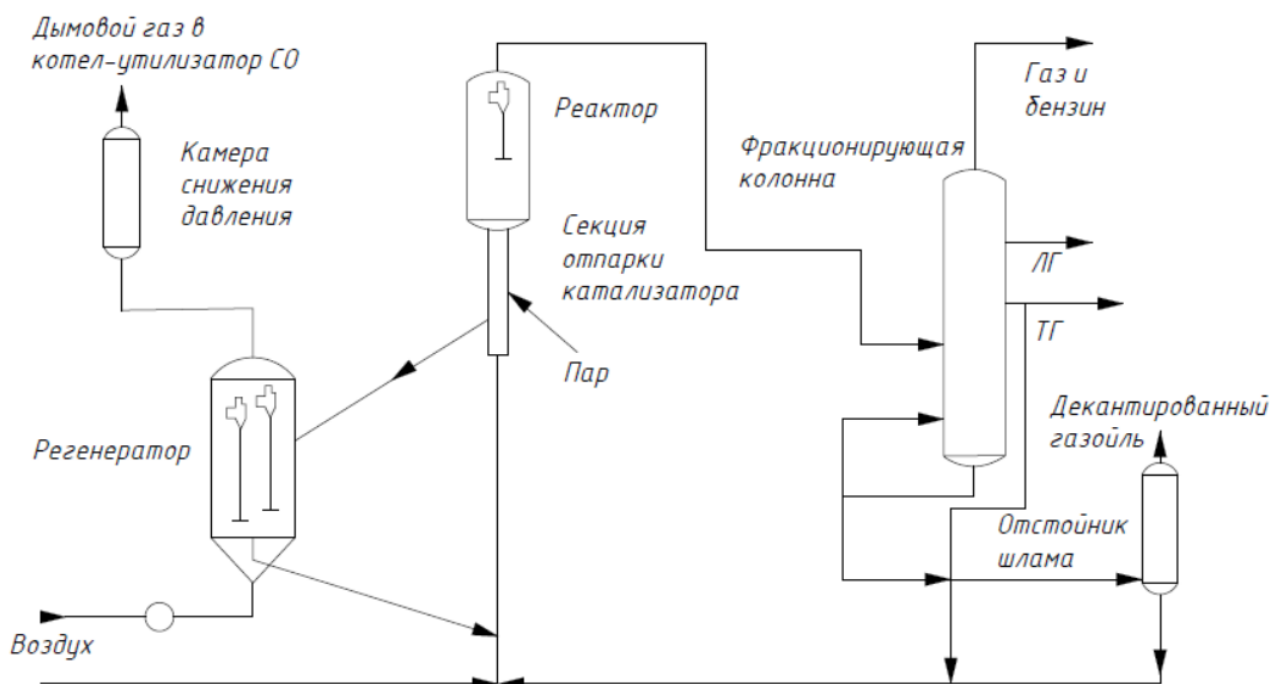 Дымовой газ в
котел-утилизатор СО
Камера
снижения
давления
Реактор
Секция
отпарки
катализатора
Пар
Регенератор
Воздух
Фракционирующая
колонна
Газ и
бензин
ЛГ
ТГ
Декантированный
газойль
Отстойник
шлама